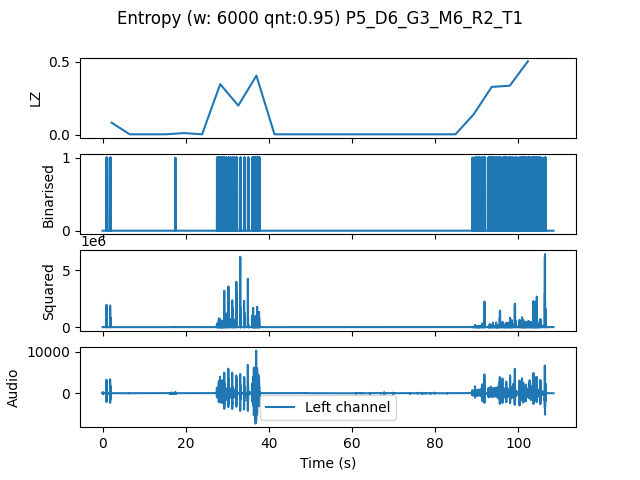 Entropy (w: 6000 qnt:0.95) P5_D6_G3_M6_R2_T1
0.5
LZ
0.0
1
Binarised
0
1e6
5
Squared
0
10000
Audio
0
Left channel
0 20 40 60 80 100
Time (s)